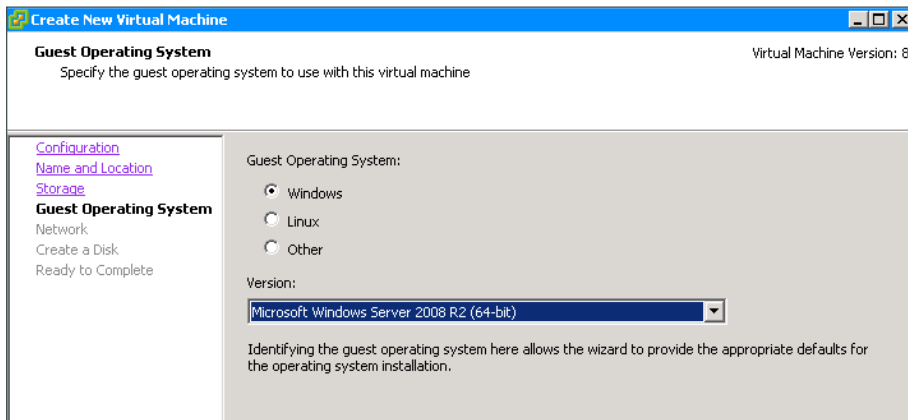 Create New Virtual Machine
Guest Operating System
Virtual Machine Version: 8
Specify the guest operating system to use with this virtual machine
Configuration
Name and Location
Storage
Guest Operating System
Network
Create a Disk
Ready to Complete
Guest Operating System:
Windows
Linux
Other
Version:
Microsoft Windows Server 2008 R2 (64-bit)
Identifying the guest operating system here allows the wizard to provide the appropriate defaults for
the operating system installation.